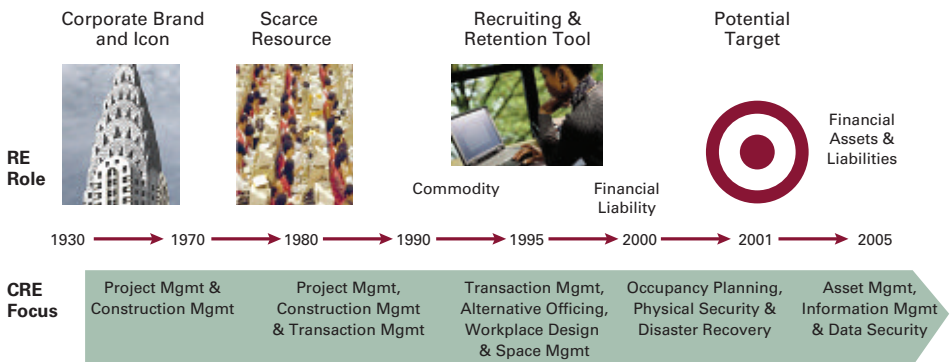 Corporate Brand
and Icon
Scarce
Resource
Recruiting &
Retention Tool
Potential
Target
RE
Role
Commodity
Financial
Liability
Financial
Assets &
Liabilities
1930 1970 1980 1990 1995 2000 2001 2005
CRE
Focus
Project Mgmt &
Construction Mgmt
Project Mgmt,
Construction Mgmt
& Transaction Mgmt
Transaction Mgmt,
Alternative Officing,
Workplace Design
& Space Mgmt
Occupancy Planning,
Physical Security &
Disaster Recovery
Asset Mgmt,
Information Mgmt
& Data Security